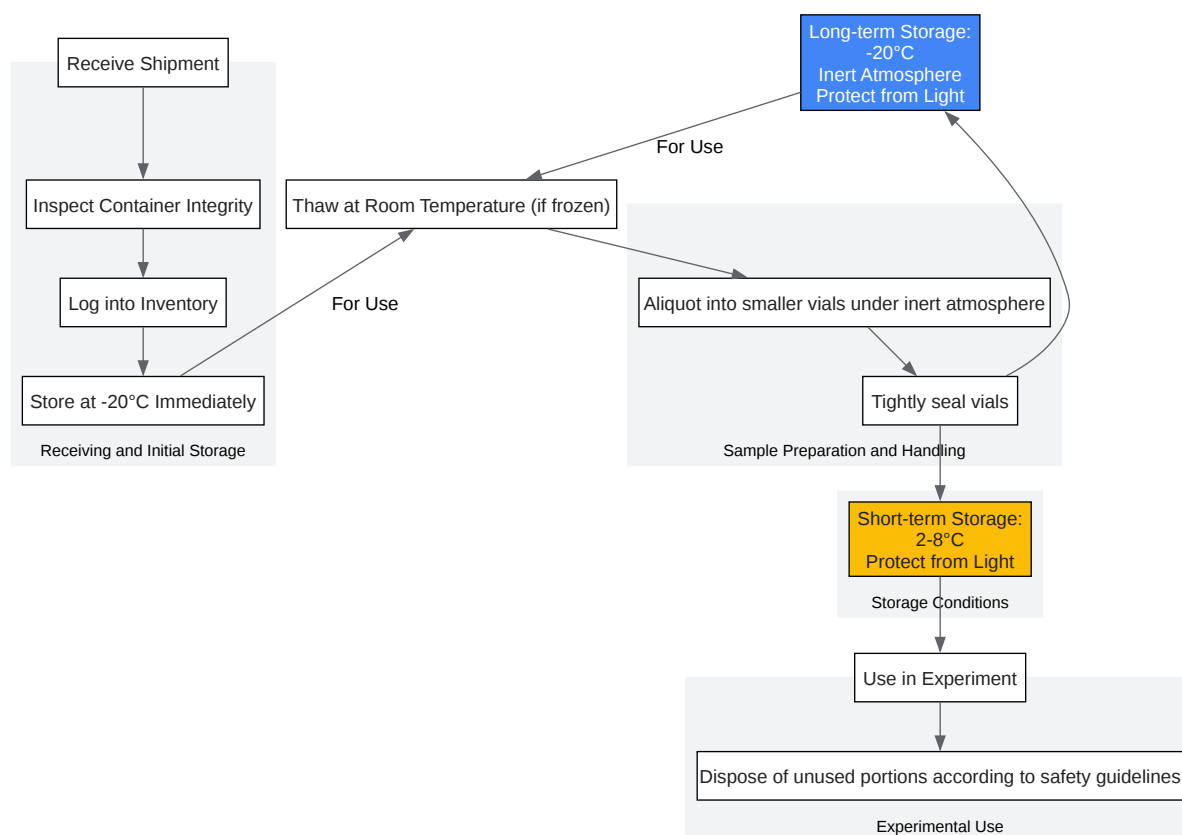 Receive Shipment
Inspect Container Integrity
Log into Inventory
Store at -20°C Immediately
Receiving and Initial Storage
Long-term Storage:
-20°C
Inert Atmosphere
Protect from Light
For Use
Thaw at Room Temperature (if frozen)
For Use
Aliquot into smaller vials under inert atmosphere
Tightly seal vials
Sample Preparation and Handling
Short-term Storage:
2-8°C
Protect from Light
Storage Conditions
Use in Experiment
Dispose of unused portions according to safety guidelines
Experimental Use